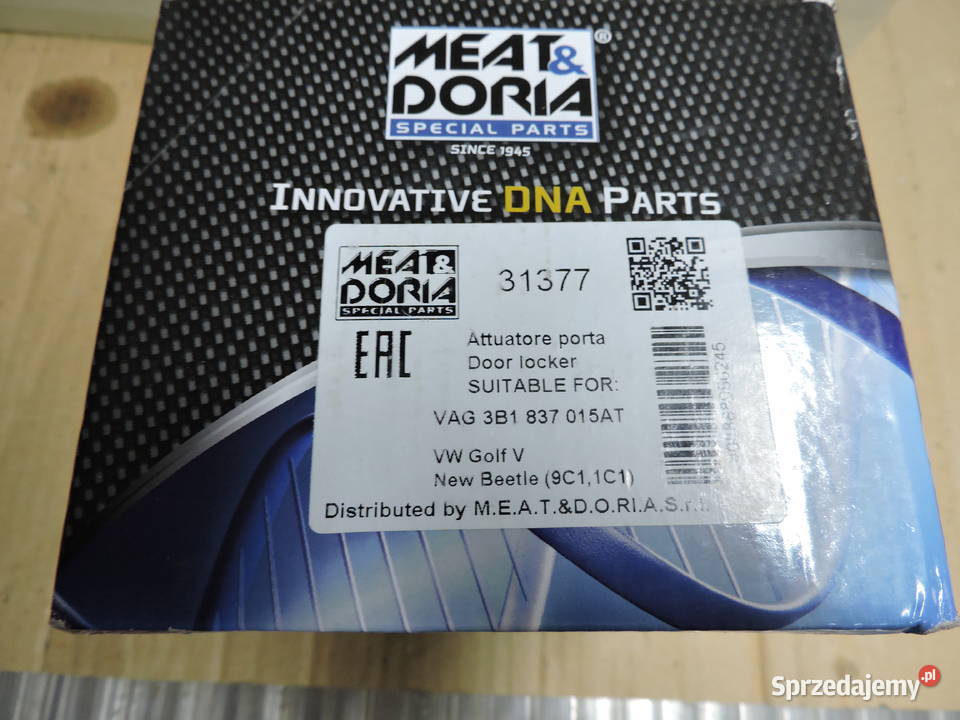 MEAT&
DORIA®
SPECIAL PARTS
SINCE 1945
INNOVATIVE DNA PARTS
MEAT&
DORIA
SPECIAL PARTS
31377
EAC
Attuatore porta
Door locker
SUITABLE FOR:
VAG 3B1 837 015AT
VW Golf V
New Beetle (9C1,1C1)
Distributed by M.E.A.T.&D.O.RI.A.S.r.l.
Sprzedajemy.pl